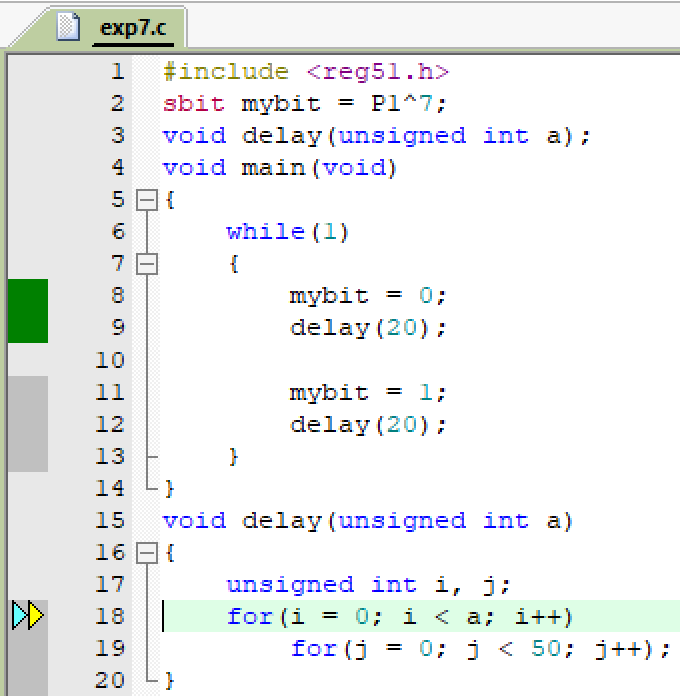 exp7.c
1 #include <reg51.h>
2 sbit mybit = P1^7;
3 void delay(unsigned int a);
4 void main(void)
5 {
6 while(1)
7 {
8 mybit = 0;
9 delay(20);
10
11 mybit = 1;
12 delay(20);
13 }
14 }
15 void delay(unsigned int a)
16 {
17 unsigned int i, j;
18 for(i = 0; i < a; i++)
19 for(j = 0; j < 50; j++);
20 }